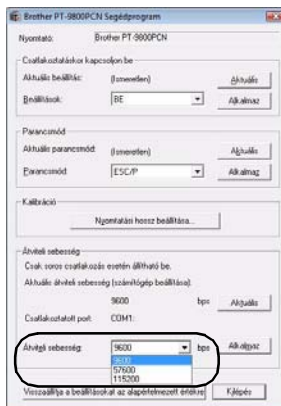 Brother PT-9800PCN Segédprogram
Nyomtató: Brother PT-9800PCN
Csatlakoztatáskor kapcsoljon be
Aktuális beállítás: (Ismeretlen) Aktuális
Beállítások: BE Alkalmaz
Parancsmód
Aktuális parancsmód: (Ismeretlen) Aktuális
Parancsmód: ESC/P Alkalmaz
Kalibráció
Nyomtatási hossz beállítása...
Átviteli sebesség
Csak soros csatlakozás esetén állítható be.
Aktuális átviteli sebesség (számítógép beállítása):
9600 bps Aktuális
Csatlakoztatott port: COM1:
Átviteli sebesség: 9600 bps Alkalmaz
9600
57600
115200
Visszaállítja a beállításokat az alapértelmezett értékre Kilépés